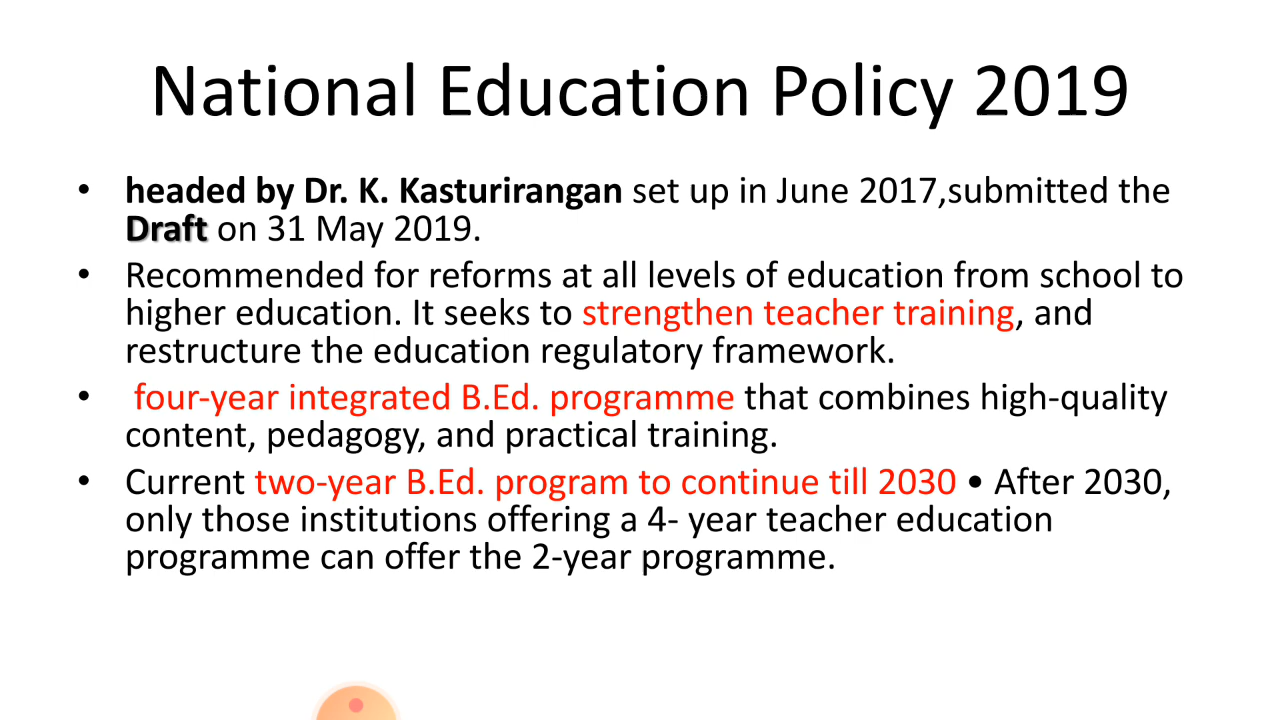 National Education Policy 2019
• headed by Dr. K. Kasturirangan set up in June 2017,submitted the
Draft on 31 May 2019.
• Recommended for reforms at all levels of education from school to
higher education. It seeks to strengthen teacher training, and
restructure the education regulatory framework.
• four-year integrated B.Ed. programme that combines high-quality
content, pedagogy, and practical training.
• Current two-year B.Ed. program to continue till 2030 • After 2030,
only those institutions offering a 4- year teacher education
programme can offer the 2-year programme.